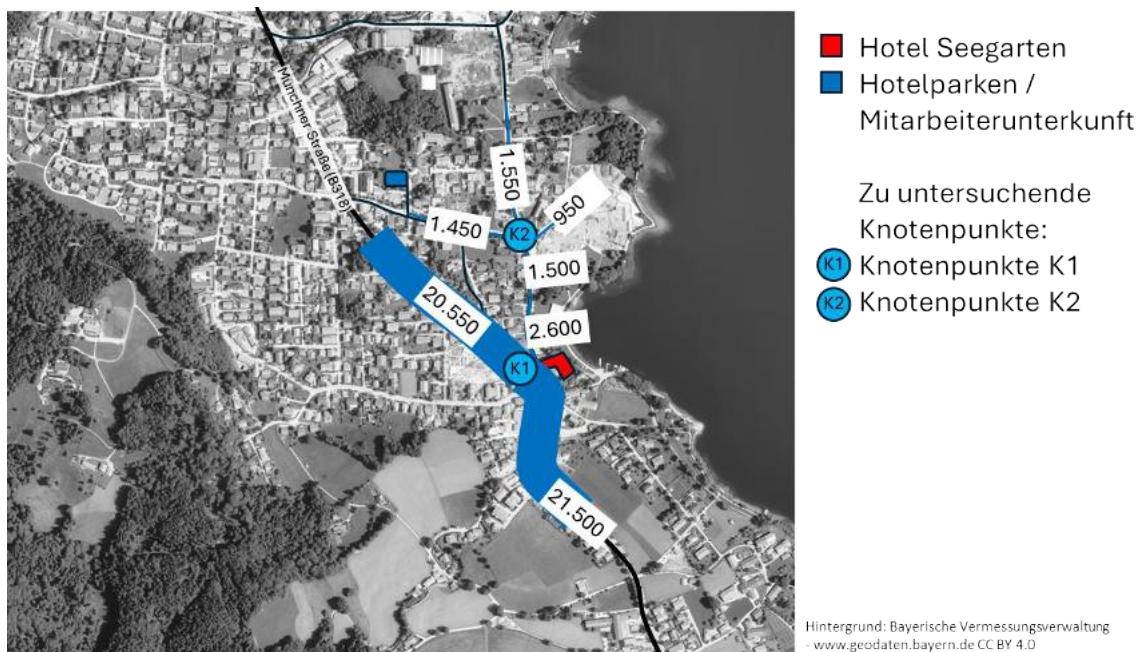 Münchner Straße (B318)
1.550
950
1.450
K2
1.500
20.550
2.600
K1
21.500
Hotel Seegarten
Hotelparken /
Mitarbeiterunterkunft
Zu untersuchende
Knotenpunkte:
K1 Knotenpunkte K1
K2 Knotenpunkte K2
Hintergrund: Bayerische Vermessungsverwaltung
- www.geodaten.bayern.de CC BY 4.0